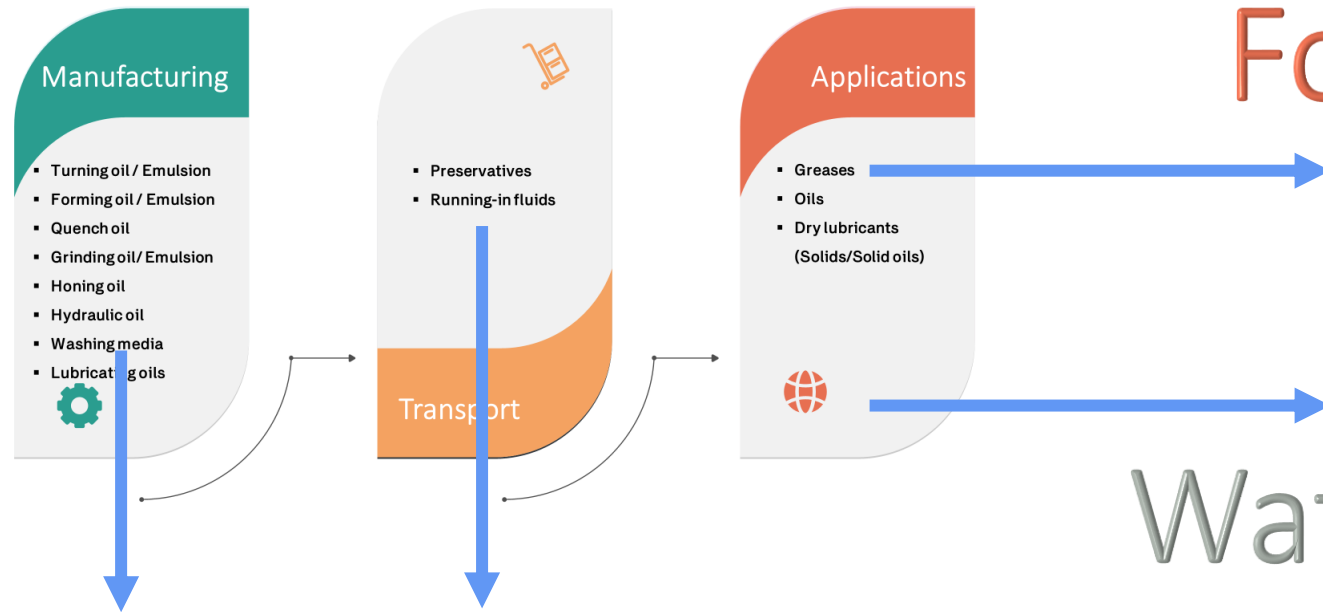 Manufacturing
▪ Turning oil / Emulsion
▪ Forming oil / Emulsion
▪ Quench oil
▪ Grinding oil/ Emulsion
▪ Honing oil
▪ Hydraulic oil
▪ Washing media
▪ Lubricating oils
▪ Preservatives
▪ Running-in fluids
Transport
Applications
▪ Greases
▪ Oils
▪ Dry lubricants
(Solids/Solid oils)